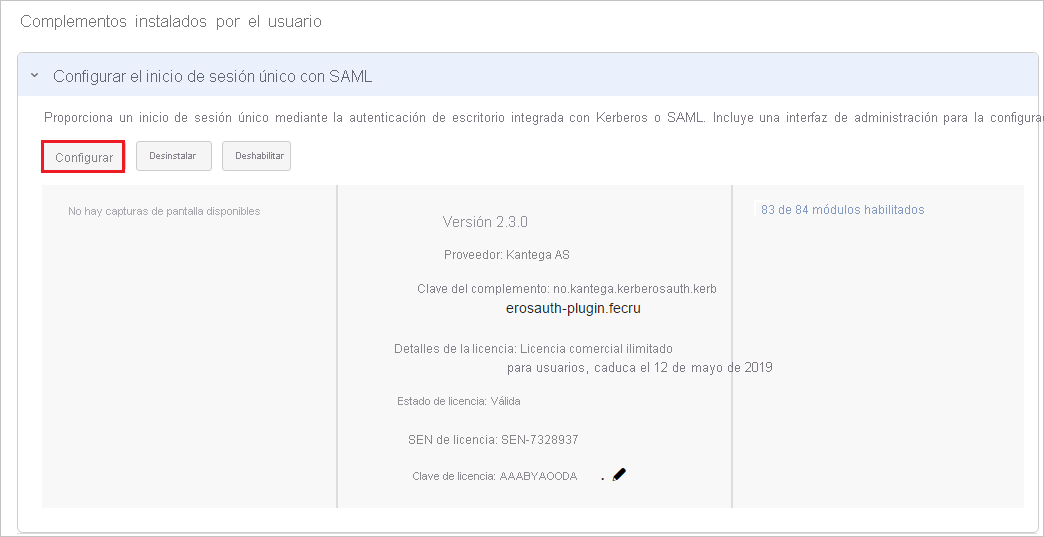 Complementos instalados por el usuario
Configurar el inicio de sesión único con SAML
Proporciona un inicio de sesión único mediante la autenticación de escritorio integrada con Kerberos o SAML. Incluye una interfaz de administración para la
Configurar
Desinstalar
Deshabilitar
No hay capturas de pantalla disponibles
Versión 2.3.0
Proveedor: Kantega AS
Clave del complemento: no.kantega.kerberosauth.kerb
erosauth-plugin.fecru
Detalles de la licencia: Licencia comercial ilimitado
para usuarios, caduca el 12 de mayo de 2019
Estado de licencia: Válida
SEN de licencia: SEN-7328937
Clave de licencia: AAABYAOODA .
83 de 84 módulos habilitados